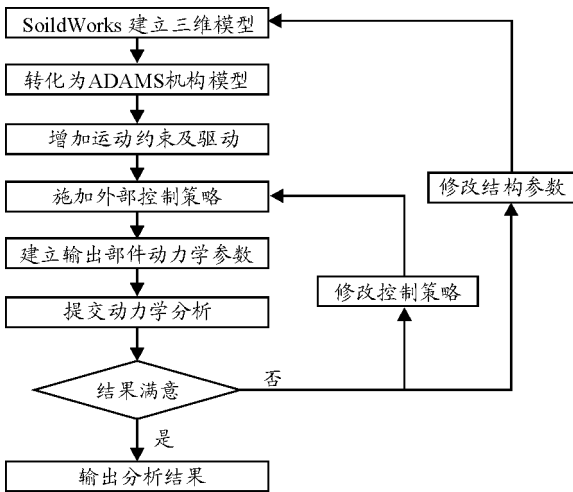 SoildWorks 建立三维模型
转化为ADAMS机构模型
增加运动约束及驱动
施加外部控制策略
修改结构参数
建立输出部件动力学参数
修改控制策略
提交动力学分析
结果满意
否
是
输出分析结果